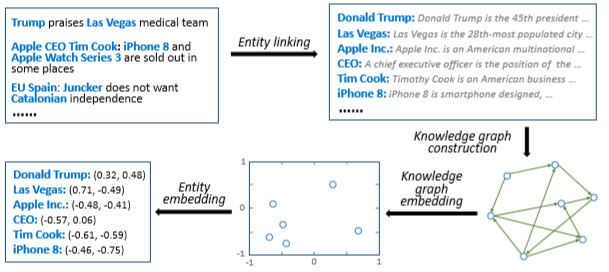 Trump praises Las Vegas medical team
Apple CEO Tim Cook: iPhone 8 and
Apple Watch Series 3 are sold out in
some places
EU Spain: Juncker does not want
Catalonian independence
......
Entity linking
Donald Trump: Donald Trump is the 45th president ...
Las Vegas: Las Vegas is the 28th-most populated city ...
Apple Inc.: Apple Inc. is an American multinational ...
CEO: A chief executive officer is the position of the ...
Tim Cook: Timothy Cook is an American business ...
iPhone 8: iPhone 8 is smartphone designed, ...
......
Knowledge graph
construction
Knowledge
graph
embedding
1
0
-1
-1
0
1
Entity
embedding
Donald Trump: (0.32, 0.48)
Las Vegas: (0.71, -0.49)
Apple Inc.: (-0.48, -0.41)
CEO: (-0.57, 0.06)
Tim Cook: (-0.61, -0.59)
iPhone 8: (-0.46, -0.75)